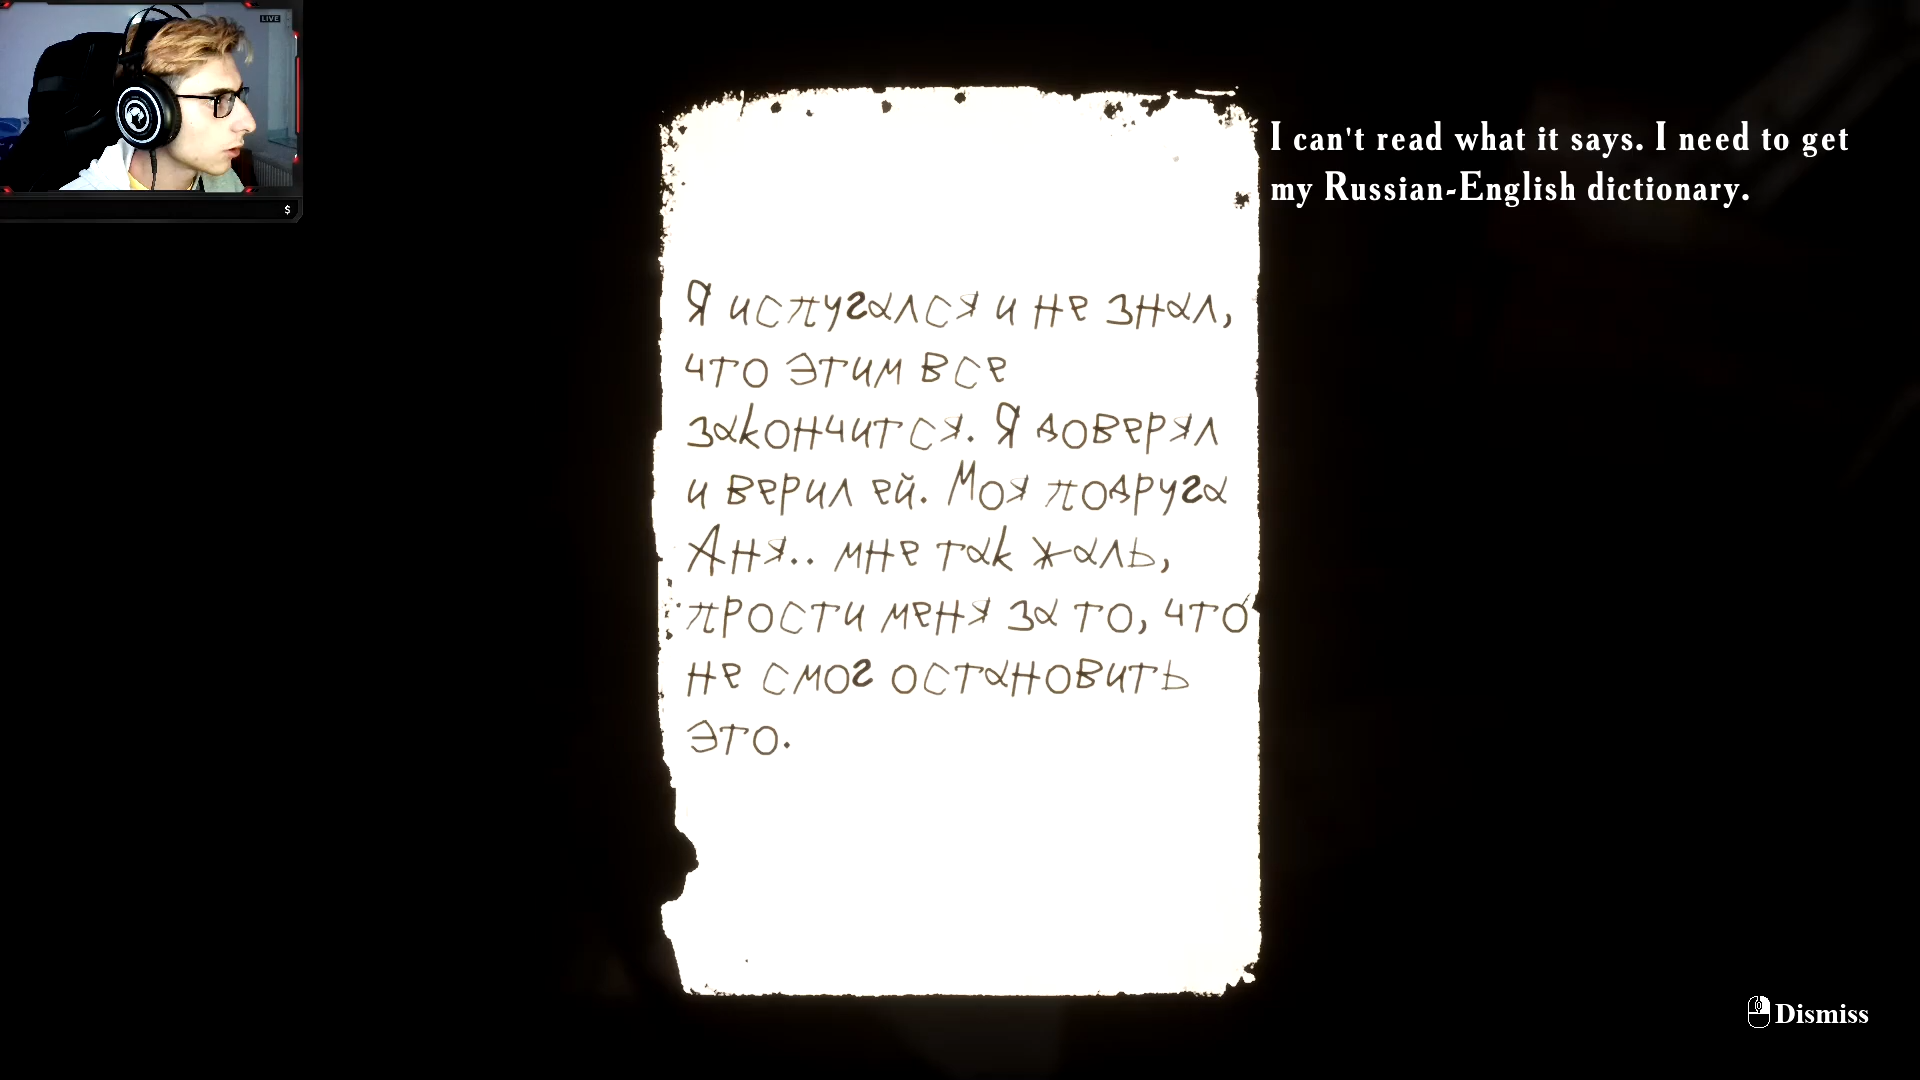 LIVE
$
I can't read what it says. I need to get
my Russian-English dictionary.
Я испугался и не знал,
что этим все
закончится. Я доверял
и верил ей. Моя подруга
Аня.. мне так жаль,
прости меня за то, что
не смог остановить
это.
Dismiss